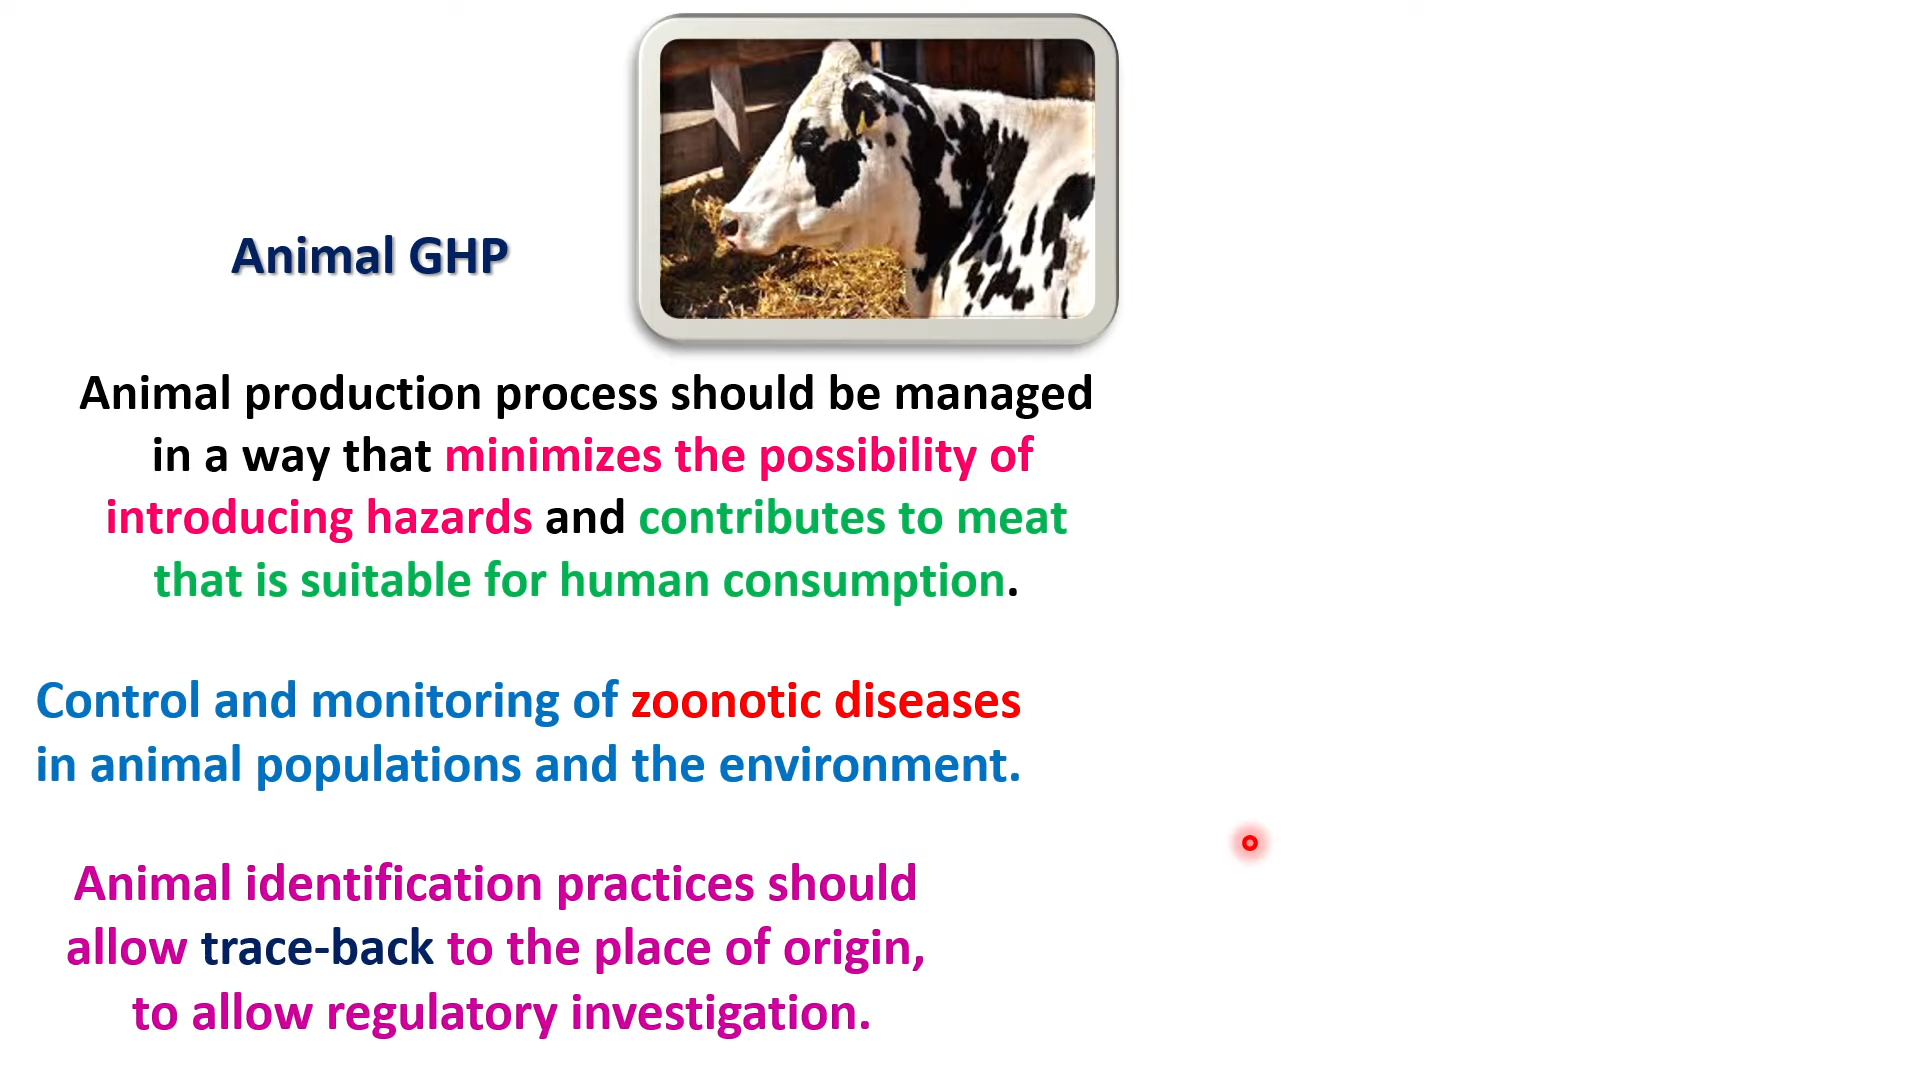 Animal GHP
Animal production process should be managed
in a way that minimizes the possibility of
introducing hazards and contributes to meat
that is suitable for human consumption.
Control and monitoring of zoonotic diseases
in animal populations and the environment.
Animal identification practices should
allow trace-back to the place of origin,
to allow regulatory investigation.